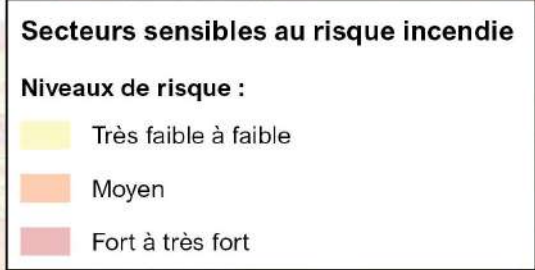 Secteurs sensibles au risque incendie
Niveaux de risque :
Très faible à faible
Moyen
Fort à très fort